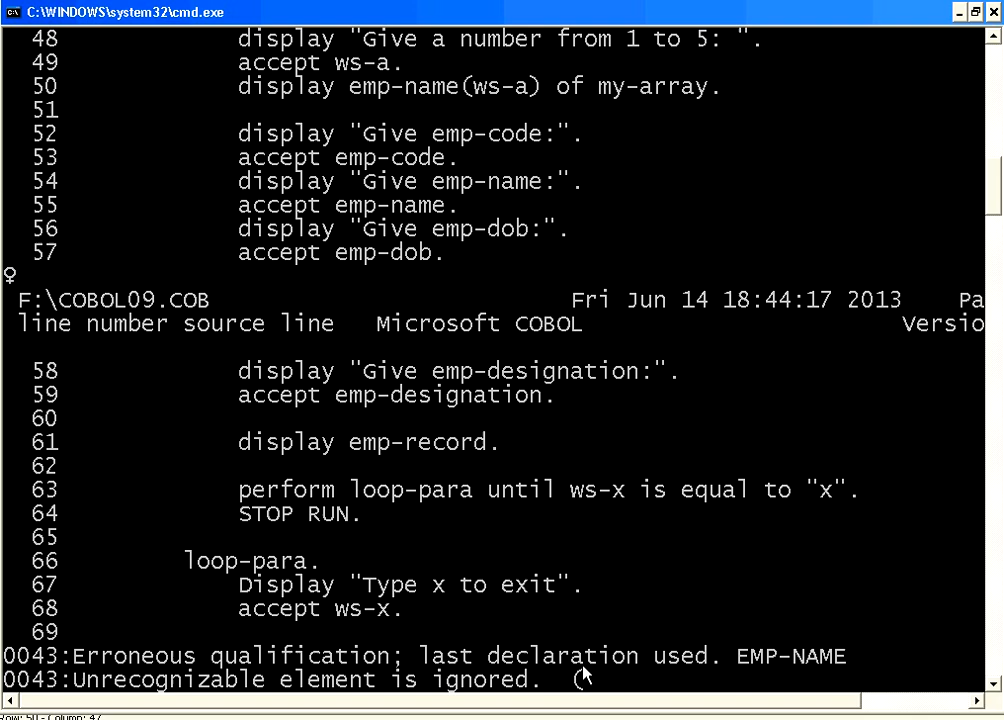 C:\WINDOWS\system32\cmd.exe
48 display "Give a number from 1 to 5: ".
49 accept ws-a.
50 display emp-name(ws-a) of my-array.
51
52 display "Give emp-code:".
53 accept emp-code.
54 display "Give emp-name:".
55 accept emp-name.
56 display "Give emp-dob:".
57 accept emp-dob.
♀
F:\COBOL09.COB Fri Jun 14 18:44:17 2013 Pa
line number source line Microsoft COBOL Versio
58 display "Give emp-designation:".
59 accept emp-designation.
60
61 display emp-record.
62
63 perform loop-para until ws-x is equal to "x".
64 STOP RUN.
65
66 loop-para.
67 Display "Type x to exit".
68 accept ws-x.
69
0043:Erroneous qualification; last declaration used. EMP-NAME
0043:Unrecognizable element is ignored. (
Row: 50 - Column: 47